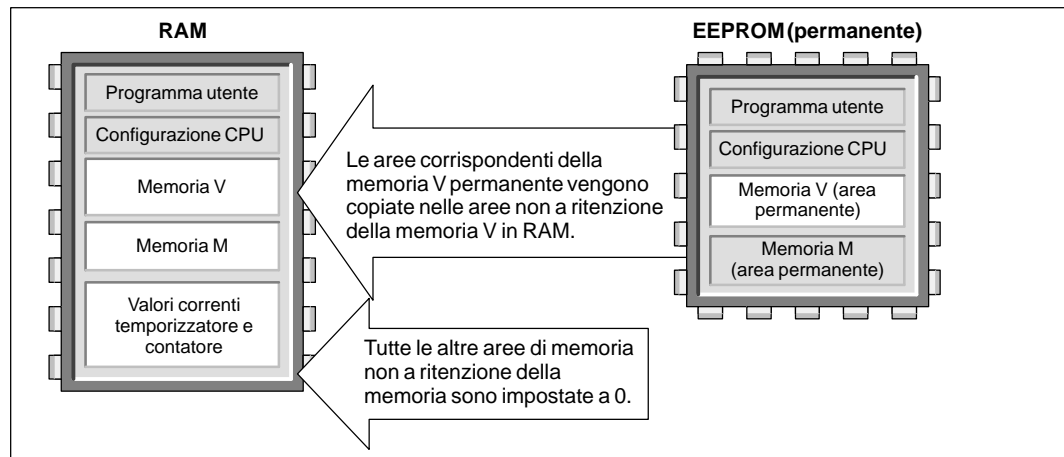 RAM
Programma utente
Configurazione CPU
Memoria V
Memoria M
Valori correnti
temporizzatore e
contatore
Le aree corrispondenti della
memoria V permanente vengono
copiate nelle aree non a ritenzione
della memoria V in RAM.
Tutte le altre aree di memoria
non a ritenzione della
memoria sono impostate a 0.
EEPROM (permanente)
Programma utente
Configurazione CPU
Memoria V (area
permanente)
Memoria M
(area permanente)